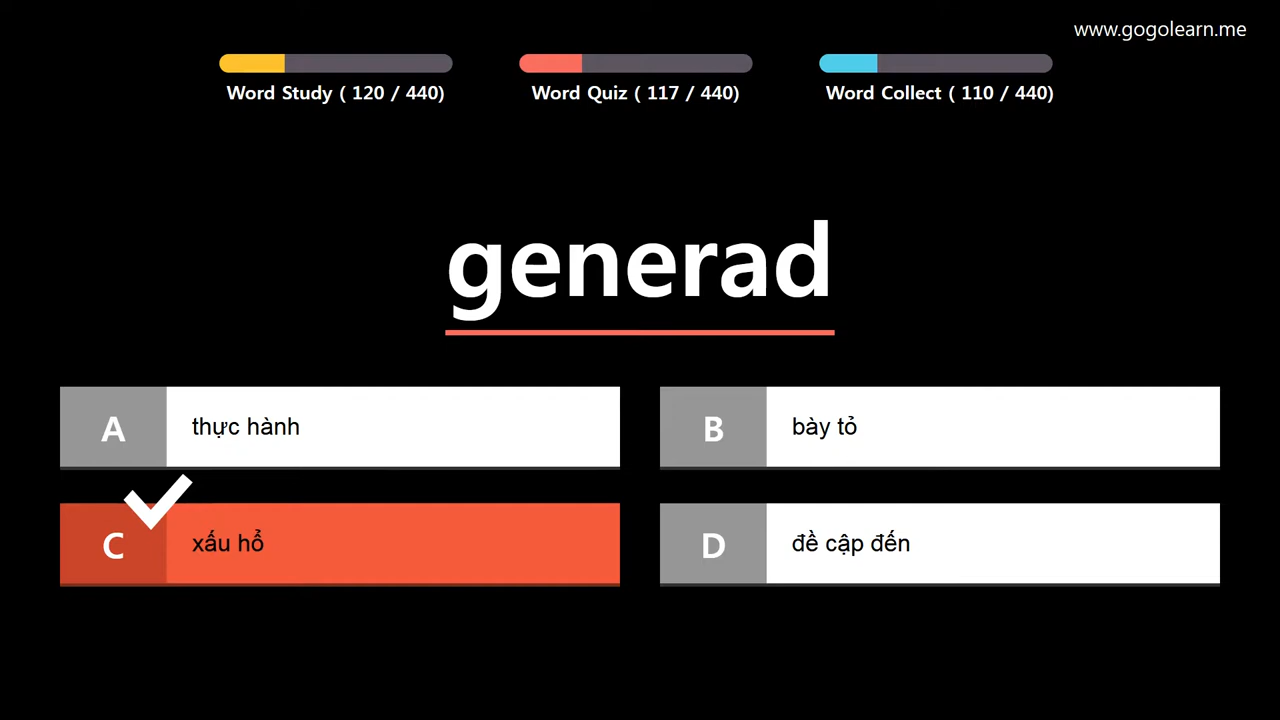 www.gogolearn.me
Word Study ( 120 / 440)
Word Quiz ( 117 / 440)
Word Collect ( 110 / 440)
generad
A
thực hành
B
bày tỏ
C
xấu hổ
D
đề cập đến